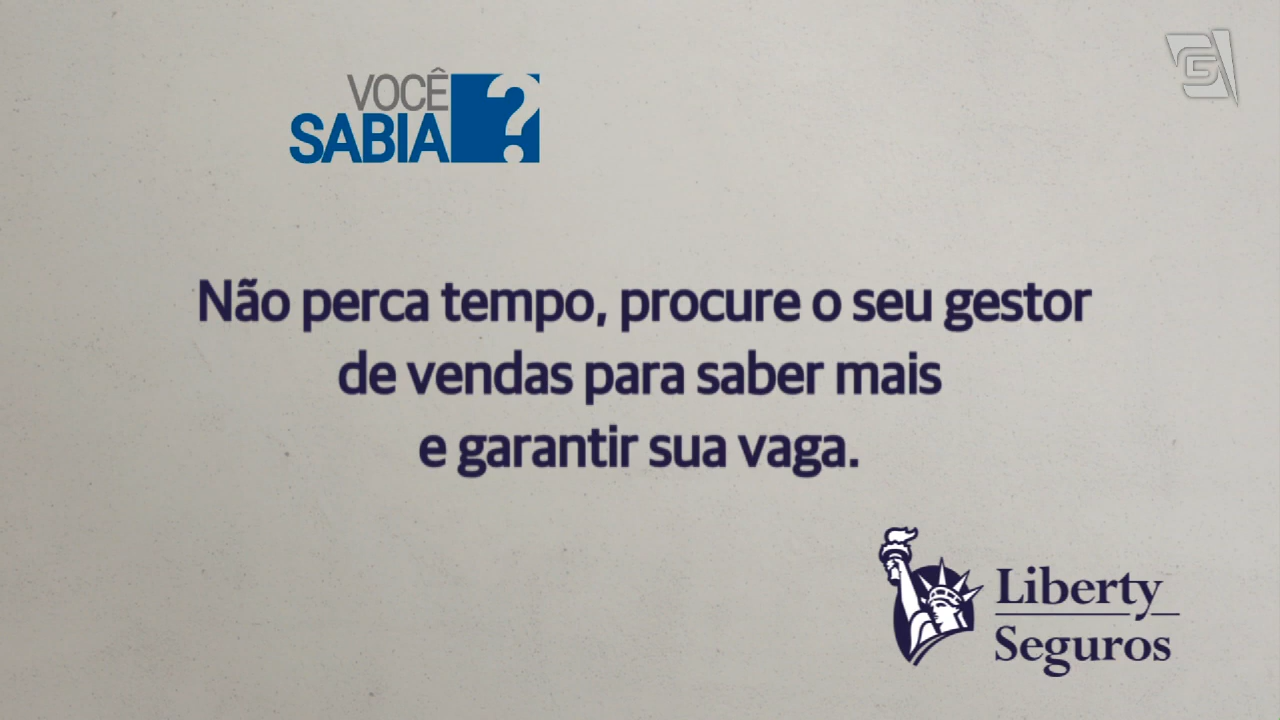 VOCÊ
SABIA?
Não perca tempo, procure o seu gestor
de vendas para saber mais
e garantir sua vaga.
Liberty
Seguros